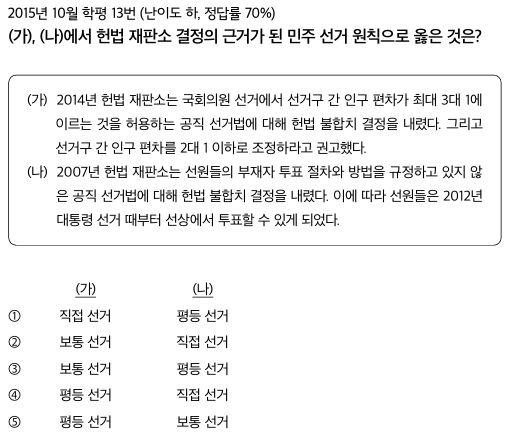 2015년 10월 학평 13번 (난이도 하, 정답률 70%)
(가), (나)에서 헌법 재판소 결정의 근거가 된 민주 선거 원칙으로 옳은 것은?
(가) 2014년 헌법 재판소는 국회의원 선거에서 선거구 간 인구 편차가 최대 3대 1에
이르는 것을 허용하는 공직 선거법에 대해 헌법 불합치 결정을 내렸다. 그리고
선거구 간 인구 편차를 2대 1 이하로 조정하라고 권고했다.
(나) 2007년 헌법 재판소는 선원들의 부재자 투표 절차와 방법을 규정하고 있지 않
은 공직 선거법에 대해 헌법 불합치 결정을 내렸다. 이에 따라 선원들은 2012년
대통령 선거 때부터 선상에서 투표할 수 있게 되었다.
(가) (나)
① 직접 선거 평등 선거
② 보통 선거 직접 선거
③ 보통 선거 평등 선거
④ 평등 선거 직접 선거
⑤ 평등 선거 보통 선거